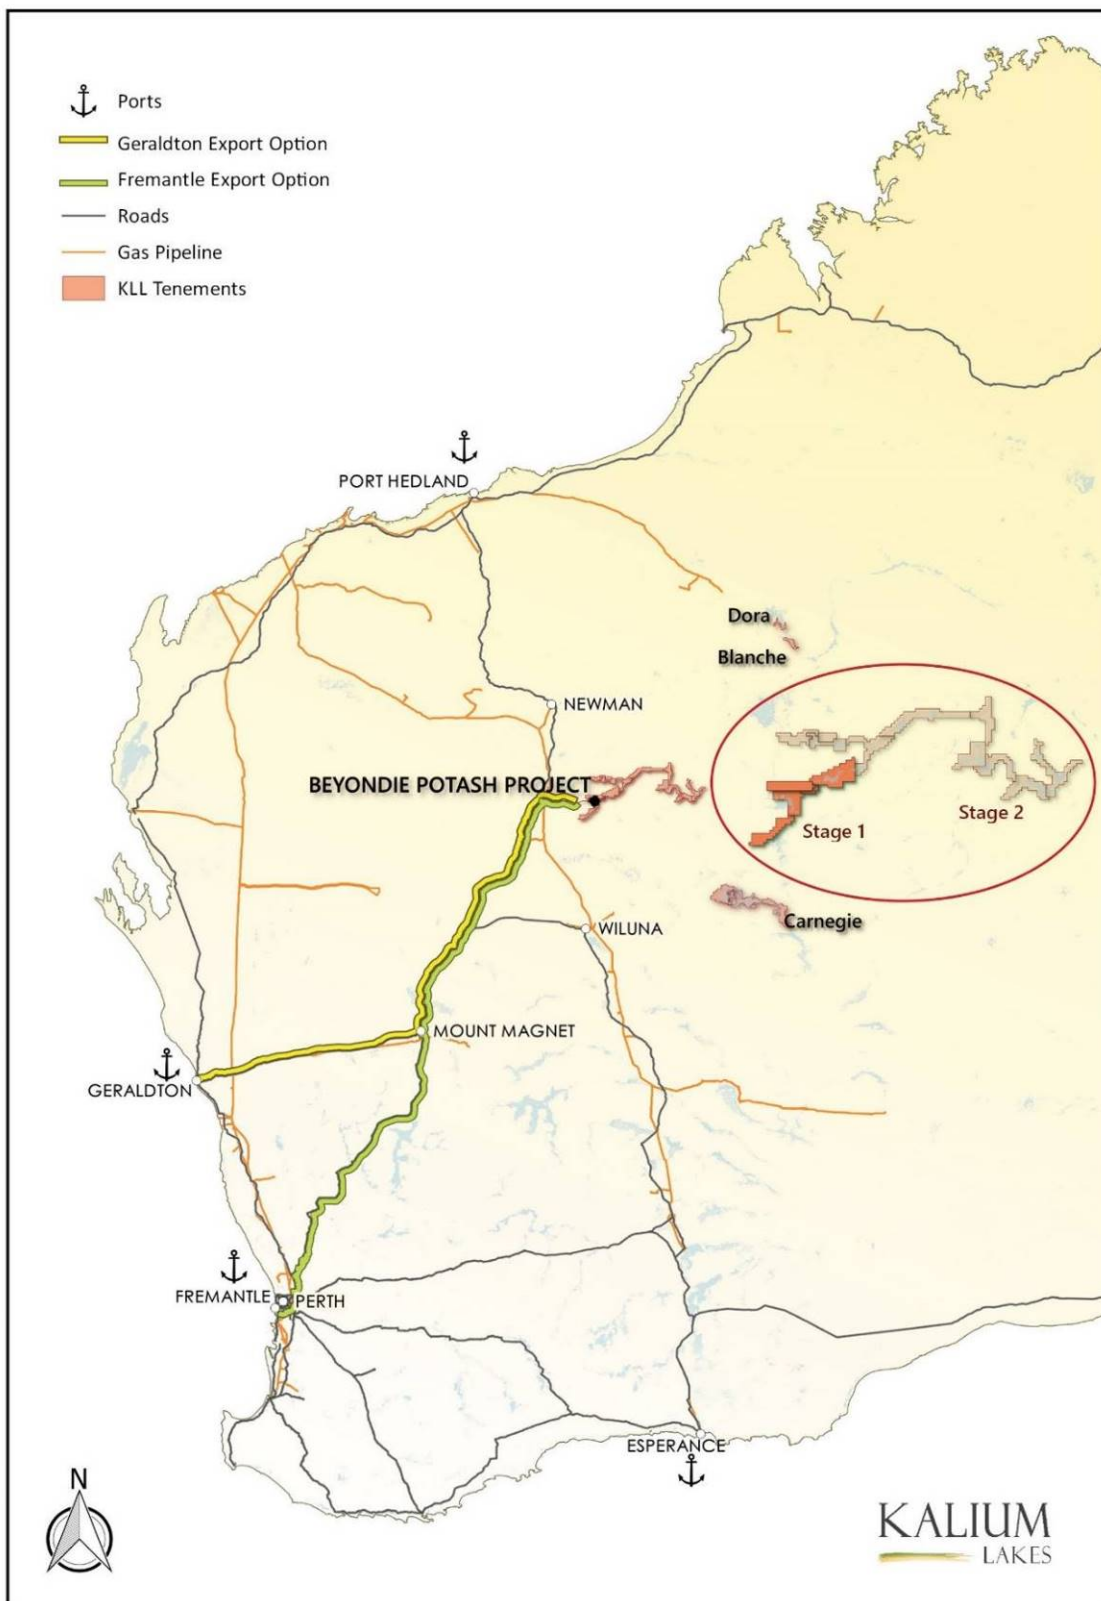 Ports
Geraldton Export Option
Fremantle Export Option
Roads
Gas Pipeline
KLL Tenements
PORT HEDLAND
Dora
Blanche
NEWMAN
BEYONDIE POTASH PROJECT
Stage 1
Stage 2
Carnegie
WILUNA
MOUNT MAGNET
GERALDTON
FREMANTLE
PERTH
ESPERANCE
N
KALIUM
LAKES